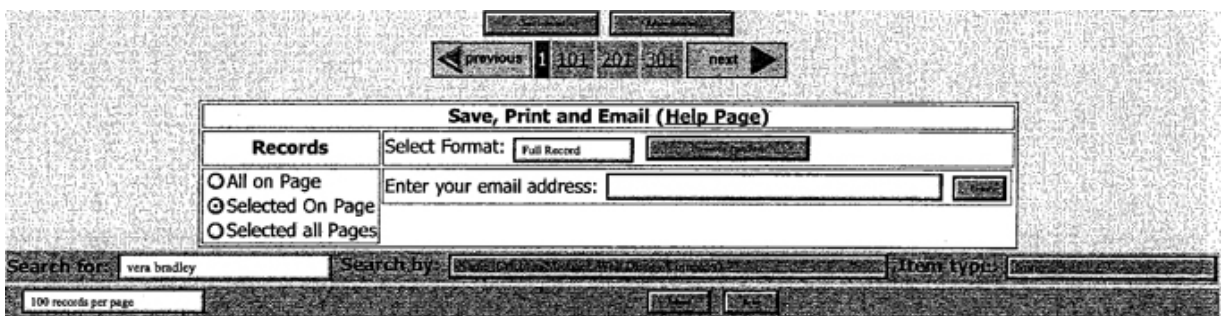 previous 1 101 201 301 next
Save, Print and Email (Help Page)
Records Select Format: Full Record
All on Page
Enter your email address:
Selected On Page
Selected all Pages
Search for: vera bradley Search by: Item type:
100 records per page